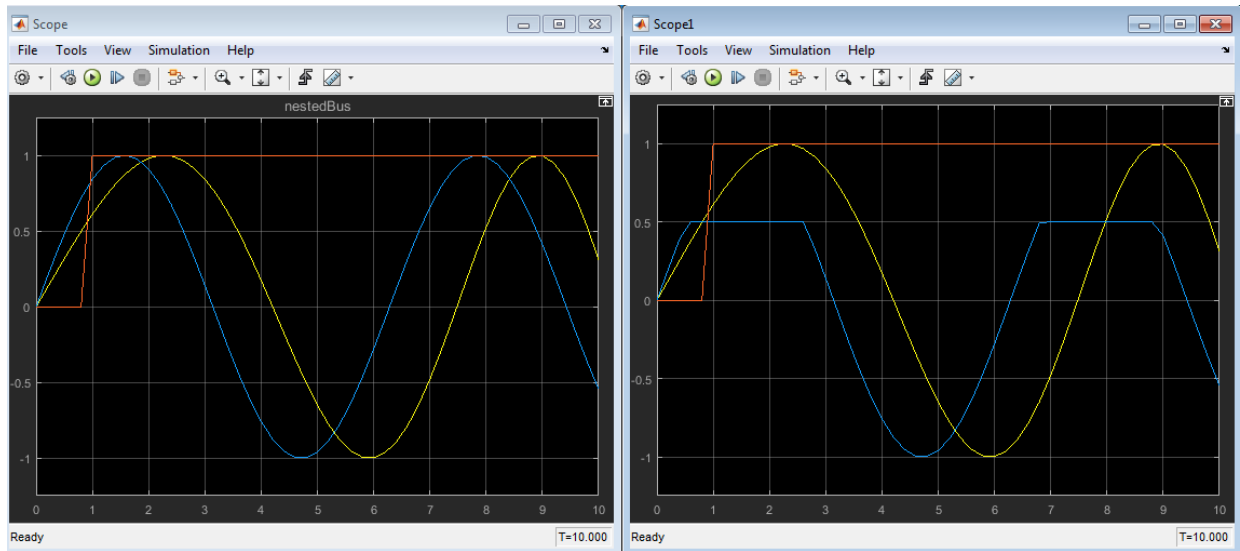 Scope
File Tools View Simulation Help
nestedBus
1
0.5
0
-0.5
-1
0 1 2 3 4 5 6 7 8 9 10
Ready T=10.000
Scope1
File Tools View Simulation Help
1
0.5
0
-0.5
-1
0 1 2 3 4 5 6 7 8 9 10
Ready T=10.000